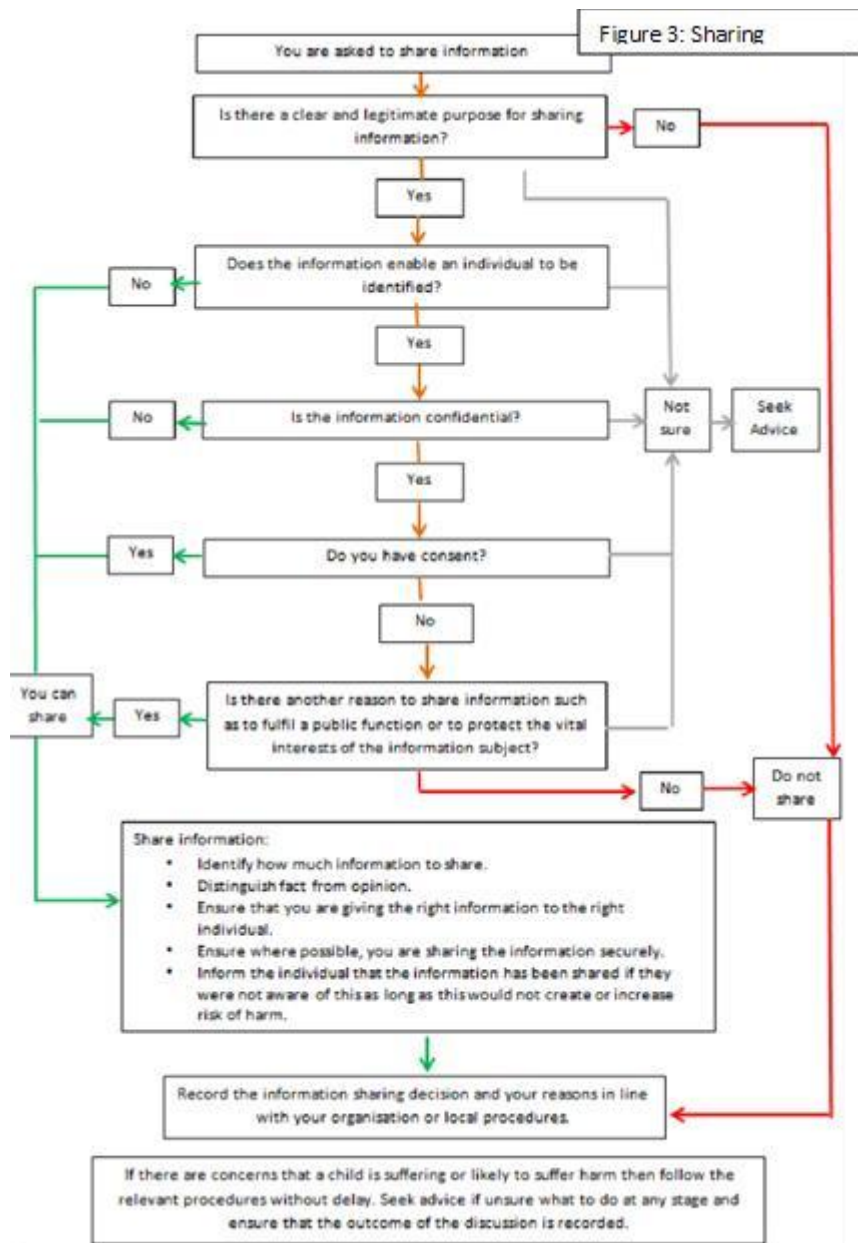 Figure 3: Sharing
You are asked to share information
Is there a clear and legitimate purpose for sharing
information?
No
Yes
Does the information enable an individual to be
identified?
No
Yes
Is the information confidential?
No
Not
sure
Seek
Advice
Yes
Do you have consent?
Yes
No
Is there another reason to share information such
as to fulfil a public function or to protect the vital
interests of the information subject?
You can
share
Yes
No
Do not
share
Share information:
• Identify how much information to share.
• Distinguish fact from opinion.
• Ensure that you are giving the right information to the right
individual.
• Ensure where possible, you are sharing the information securely.
• Inform the individual that the information has been shared if they
were not aware of this as long as this would not create or increase
risk of harm.
Record the information sharing decision and your reasons in line
with your organisation or local procedures.
If there are concerns that a child is suffering or likely to suffer harm then follow the
relevant procedures without delay. Seek advice if unsure what to do at any stage and
ensure that the outcome of the discussion is recorded.